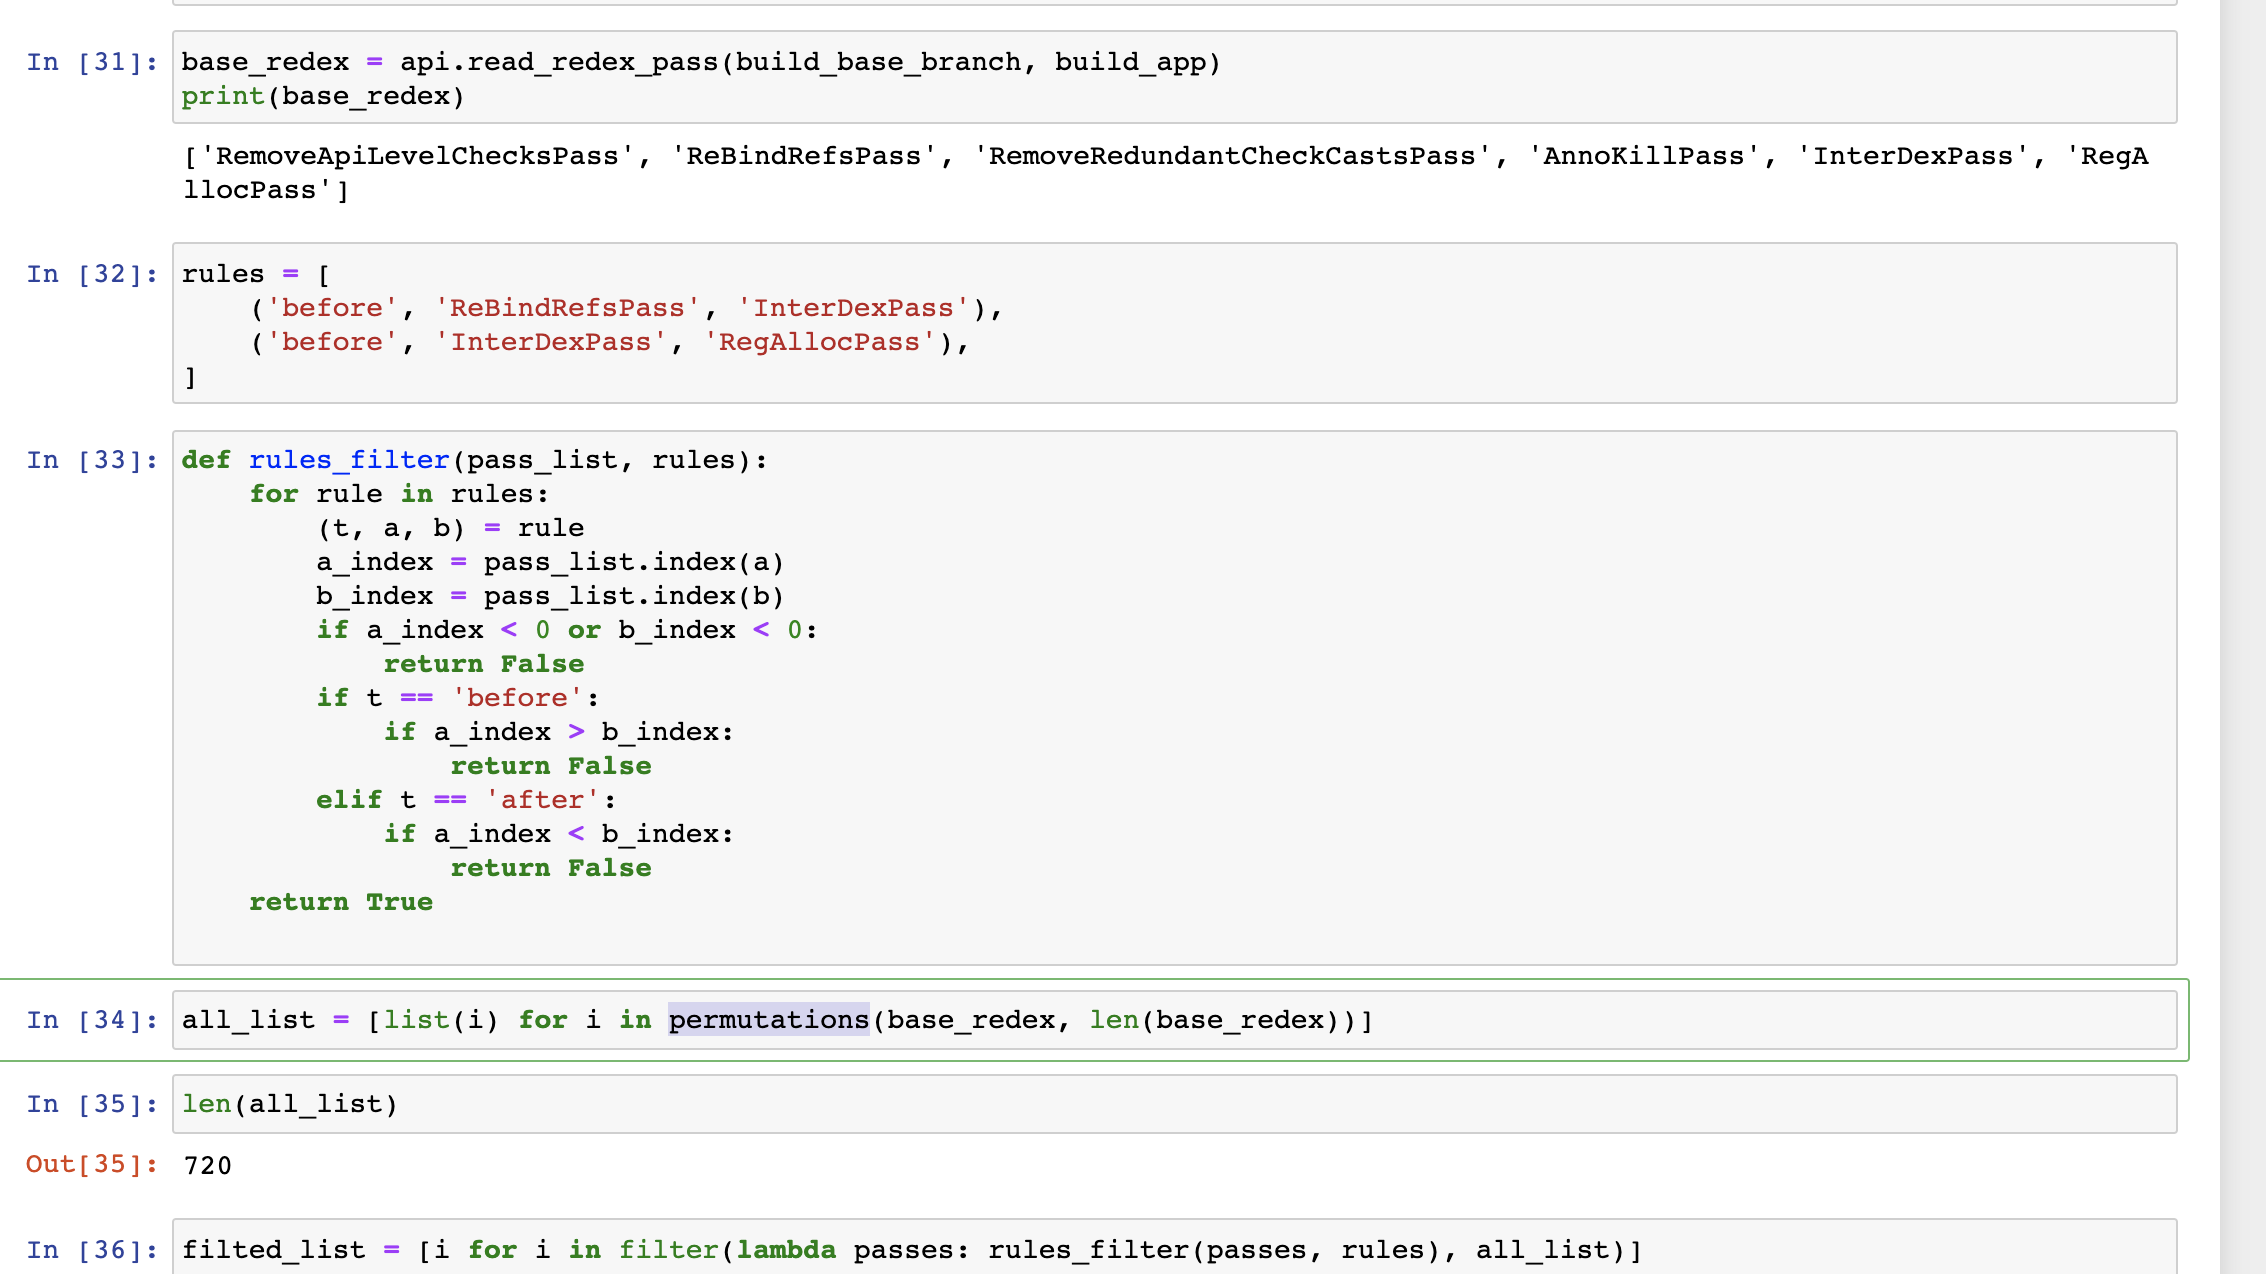 In [31]: base_redex = api.read_redex_pass(build_base_branch, build_app)
print(base_redex)
['RemoveApiLevelChecksPass', 'ReBindRefsPass', 'RemoveRedundantCheckCastsPass', 'AnnoKillPass', 'InterDexPass', 'RegA
llocPass']
In [32]: rules = [
    ('before', 'ReBindRefsPass', 'InterDexPass'),
    ('before', 'InterDexPass', 'RegAllocPass'),
]
In [33]: def rules_filter(pass_list, rules):
    for rule in rules:
        (t, a, b) = rule
        a_index = pass_list.index(a)
        b_index = pass_list.index(b)
        if a_index < 0 or b_index < 0:
            return False
        if t == 'before':
            if a_index > b_index:
                return False
        elif t == 'after':
            if a_index < b_index:
                return False
    return True
In [34]: all_list = [list(i) for i in permutations(base_redex, len(base_redex))]
In [35]: len(all_list)
Out[35]: 720
In [36]: filted_list = [i for i in filter(lambda passes: rules_filter(passes, rules), all_list)]